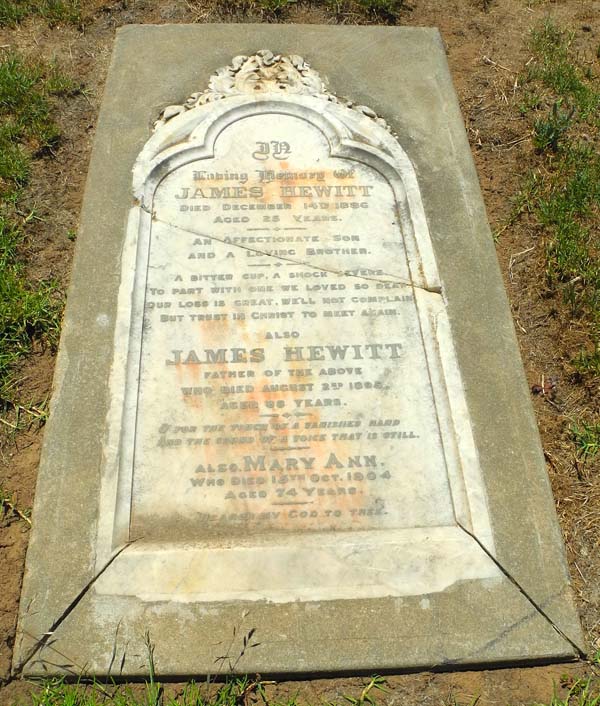 IN
Loving Memory Of
JAMES HEWITT
DIED DECEMBER 14TH 1886
AGED 25 YEARS.
AN AFFECTIONATE SON
AND A LOVING BROTHER.
A BITTER CUP, A SHOCK SEVERE
TO PART WITH ONE WE LOVED SO DEAR
OUR LOSS IS GREAT, WE'LL NOT COMPLAIN
BUT TRUST IN CHRIST TO MEET AGAIN.
ALSO
JAMES HEWITT
FATHER OF THE ABOVE
WHO DIED AUGUST 2ND 1894
AGED YEARS.
O FOR THE TOUCH OF A VANISHED HAND
AND THE SOUND OF A VOICE THAT IS STILL.
ALSO, MARY ANN.
WHO DIED OCT. 1904
AGED 74 YEARS.
NEARER MY GOD TO THEE.